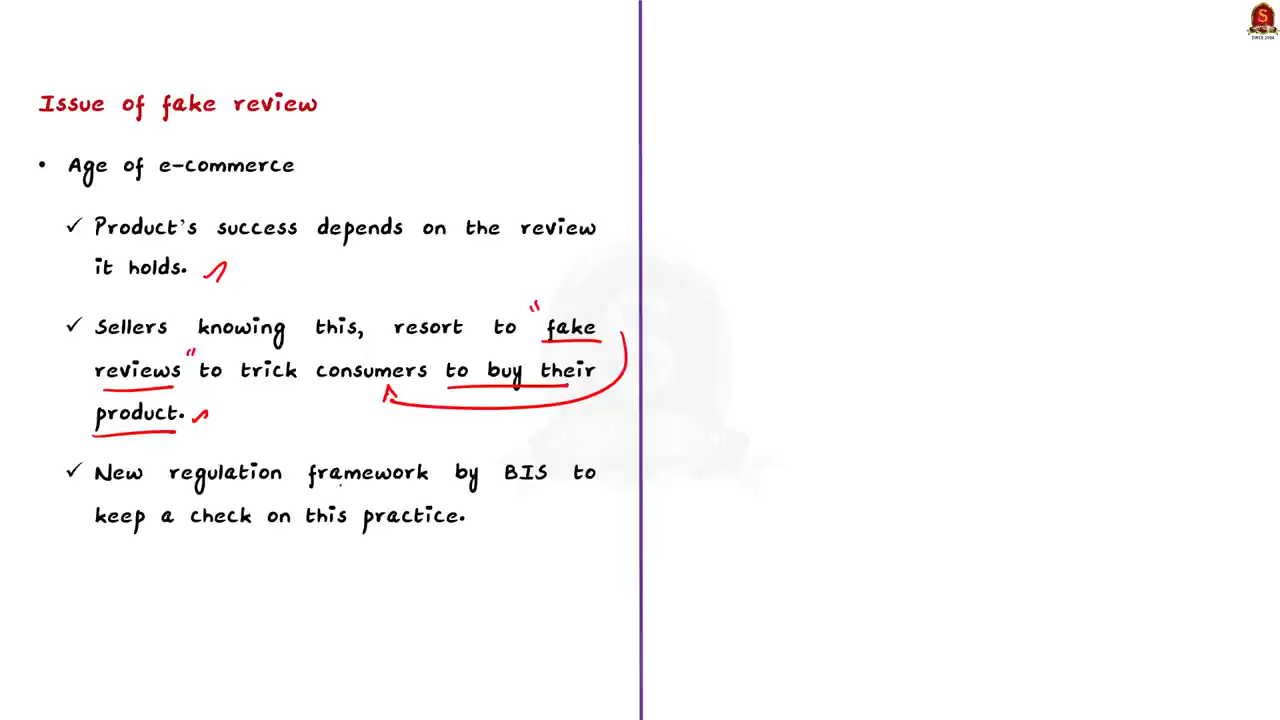 Issue of fake review
• Age of e-commerce
✓ Product's success depends on the review
it holds.
✓ Sellers knowing this, resort to "fake
reviews" to trick consumers to buy their
product.
✓ New regulation framework by BIS to
keep a check on this practice.
S
SINCE 2004